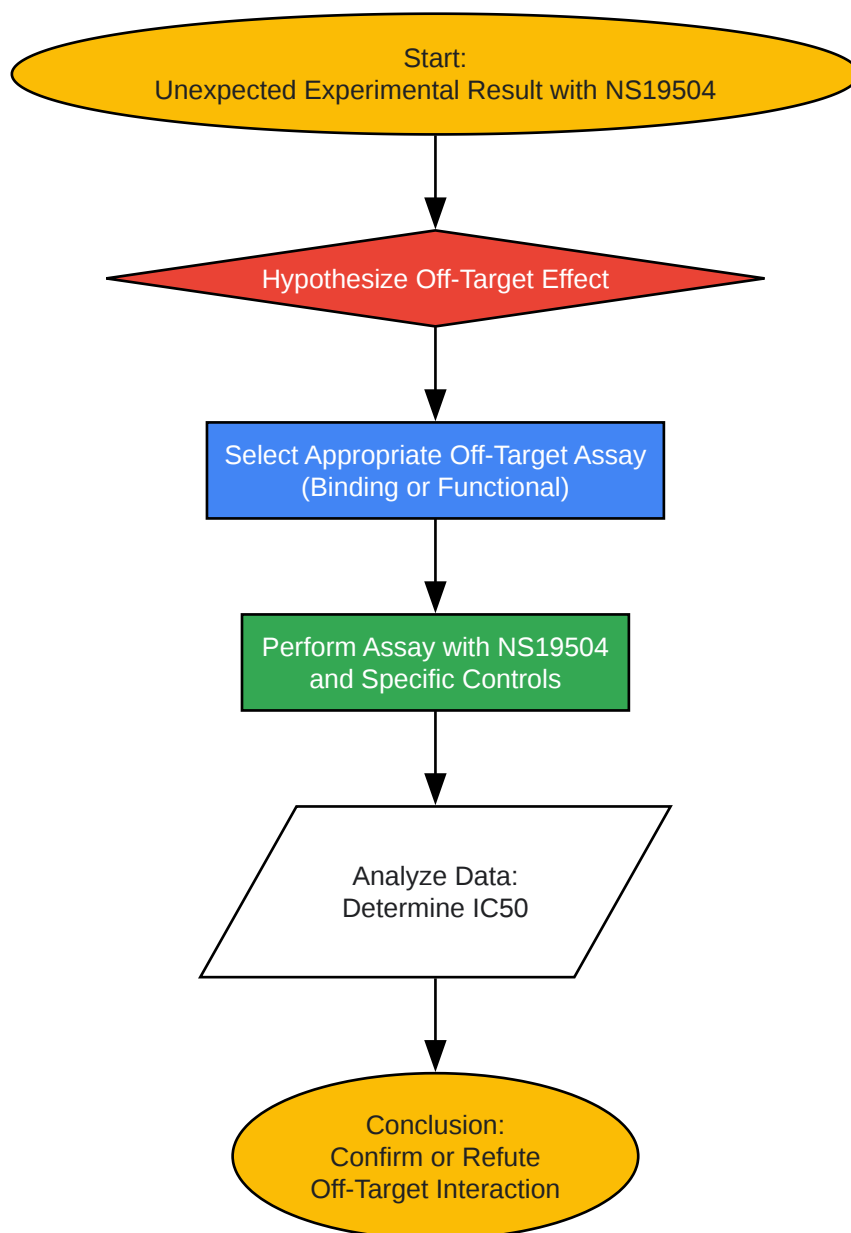 Start:
Unexpected Experimental Result with NS19504
Hypothesize Off-Target Effect
Select Appropriate Off-Target Assay
(Binding or Functional)
Perform Assay with NS19504
and Specific Controls
Analyze Data:
Determine IC50
Conclusion:
Confirm or Refute
Off-Target Interaction